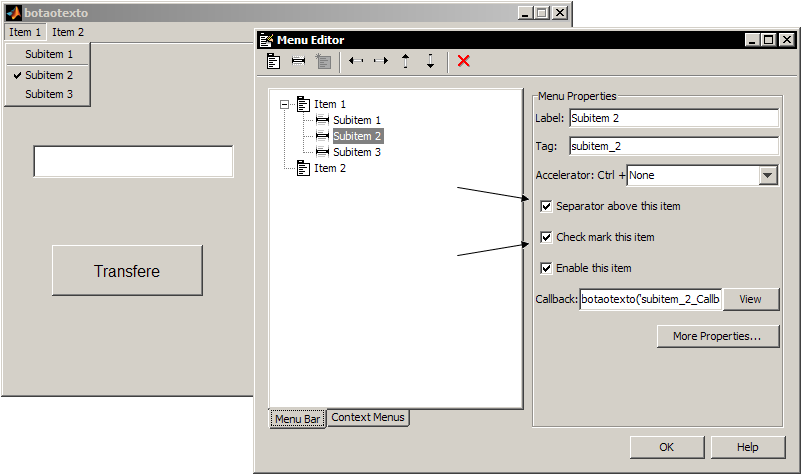 botaotexto
Item 1 Item 2
Subitem 1
Subitem 2
Subitem 3
Transfere
Menu Editor
Item 1
Subitem 1
Subitem 2
Subitem 3
Item 2
Menu Bar Context Menus
Menu Properties
Label: Subitem 2
Tag: subitem_2
Accelerator: Ctrl + None
Separator above this item
Check mark this item
Enable this item
Callback: botaotexto('subitem_2_Callb View
More Properties...
OK Help